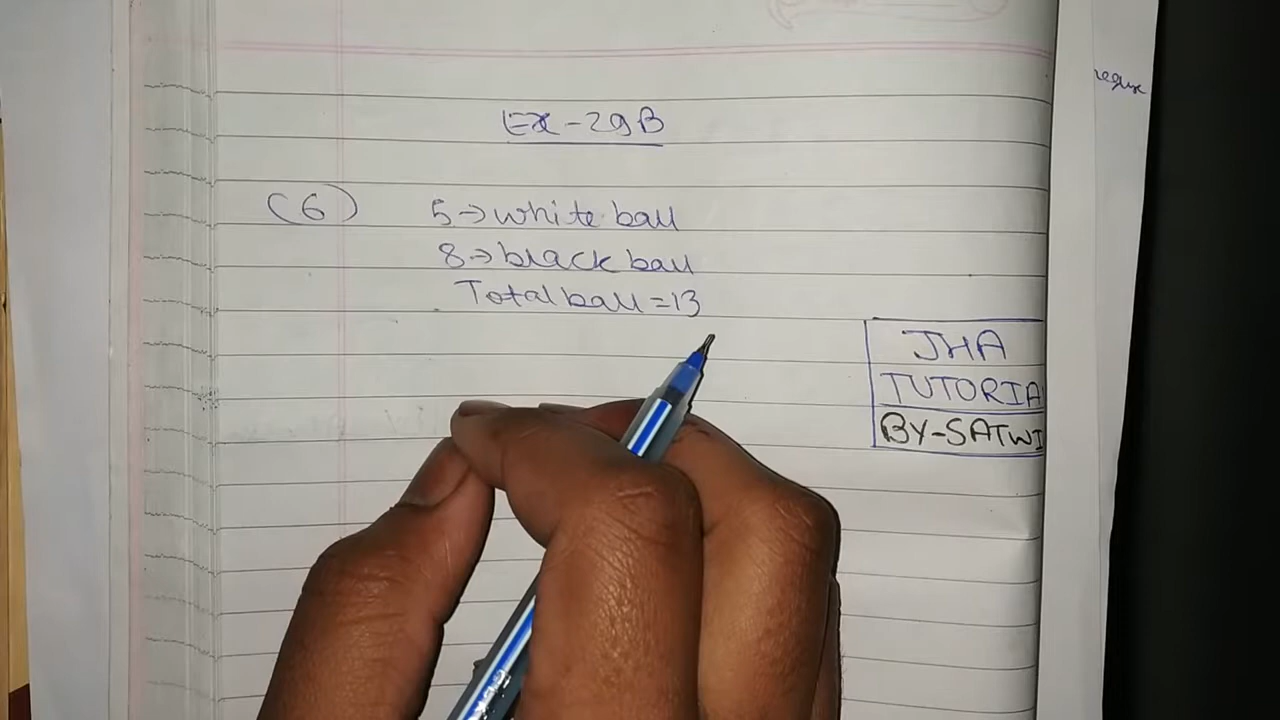 Ex-29B
(6) 5→white ball
8→black ball
Total ball=13
JHA
TUTORIA
BY-SATWI